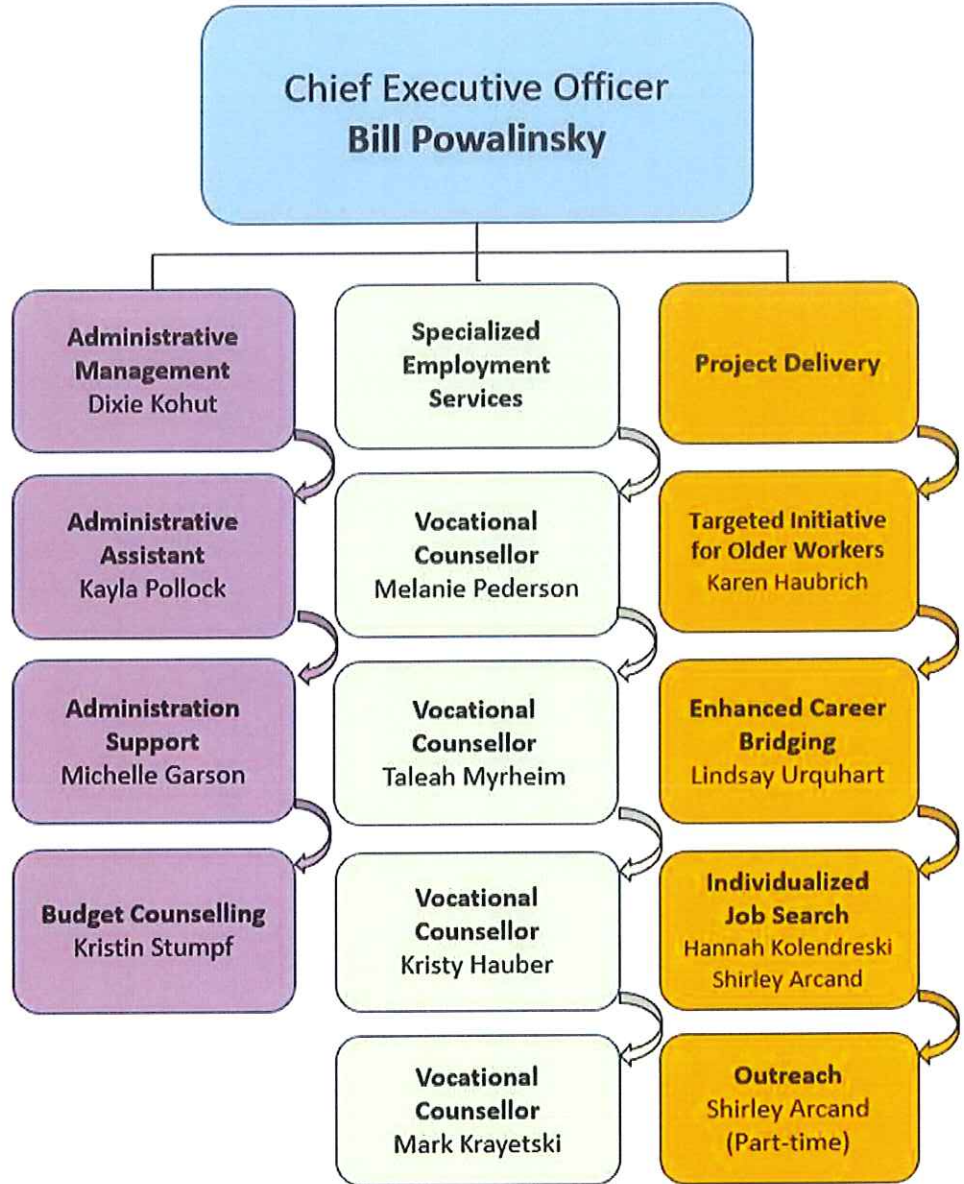 Chief Executive Officer
Bill Powalinsky
Administrative
Management
Dixie Kohut
Administrative
Assistant
Kayla Pollock
Administration
Support
Michelle Garson
Budget Counselling
Kristin Stumpf
Specialized
Employment
Services
Vocational
Counsellor
Melanie Pederson
Vocational
Counsellor
Taleah Myrheim
Vocational
Counsellor
Kristy Hauber
Vocational
Counsellor
Mark Krayetski
Project Delivery
Targeted Initiative
for Older Workers
Karen Haubrich
Enhanced Career
Bridging
Lindsay Urquhart
Individualized
Job Search
Hannah Kolendreski
Shirley Arcand
Outreach
Shirley Arcand
(Part-time)